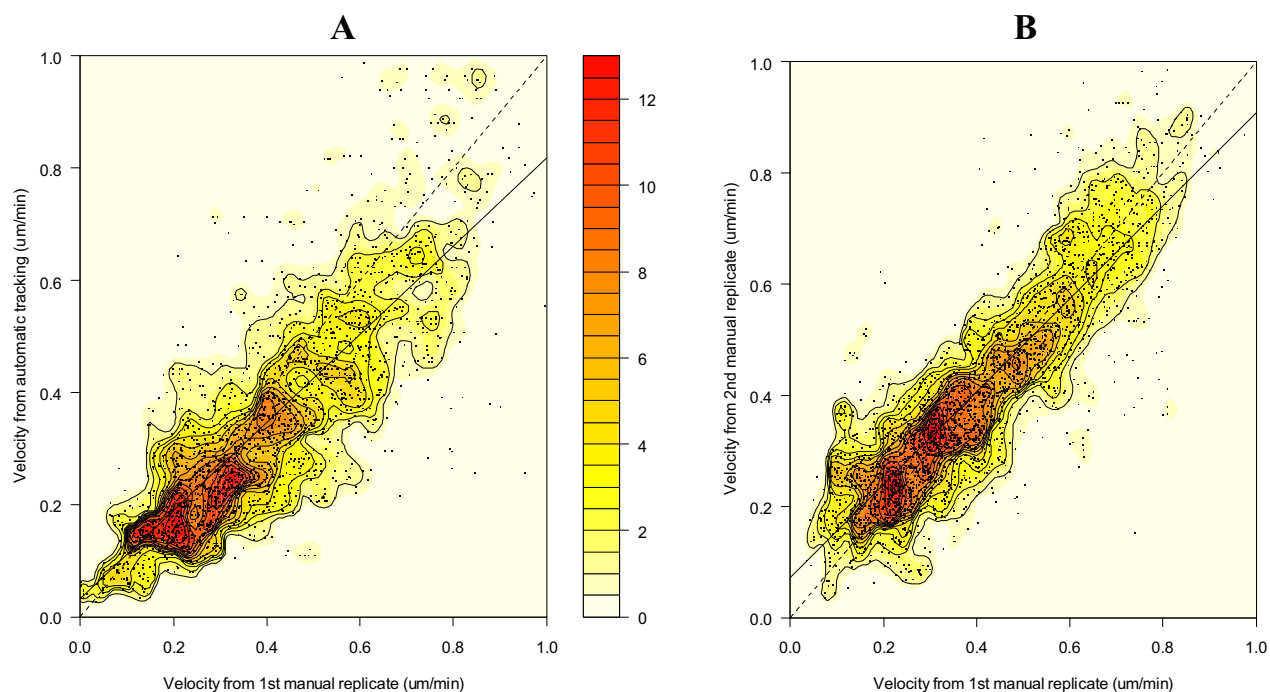 A
B
1.0
0.8
0.6
0.4
0.2
0.0
Velocity from automatic tracking (um/min)
0.0 0.2 0.4 0.6 0.8 1.0
Velocity from 1st manual replicate (um/min)
12
10
8
6
4
2
0
1.0
0.8
0.6
0.4
0.2
0.0
Velocity from 2nd manual replicate (um/min)
0.0 0.2 0.4 0.6 0.8 1.0
Velocity from 1st manual replicate (um/min)